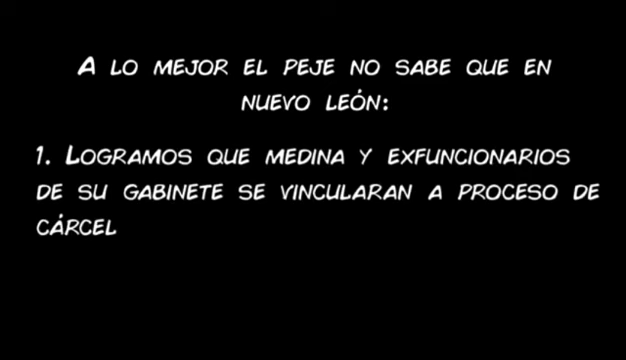 A LO MEJOR EL PEJE NO SABE QUE EN
NUEVO LEÓN:
1. LOGRAMOS QUE MEDINA Y EXFUNCIONARIOS
DE SU GABINETE SE VINCULARAN A PROCESO DE
CÁRCEL